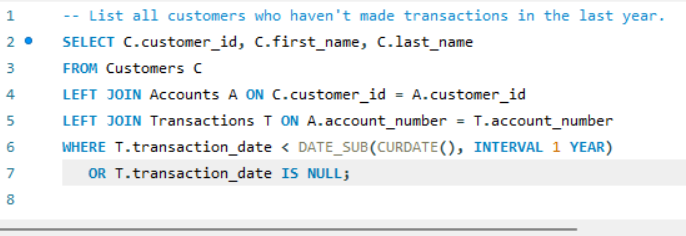 1 -- List all customers who haven't made transactions in the last year.
2 SELECT C.customer_id, C.first_name, C.last_name
3 FROM Customers C
4 LEFT JOIN Accounts A ON C.customer_id = A.customer_id
5 LEFT JOIN Transactions T ON A.account_number = T.account_number
6 WHERE T.transaction_date < DATE_SUB(CURDATE(), INTERVAL 1 YEAR)
7 OR T.transaction_date IS NULL;
8